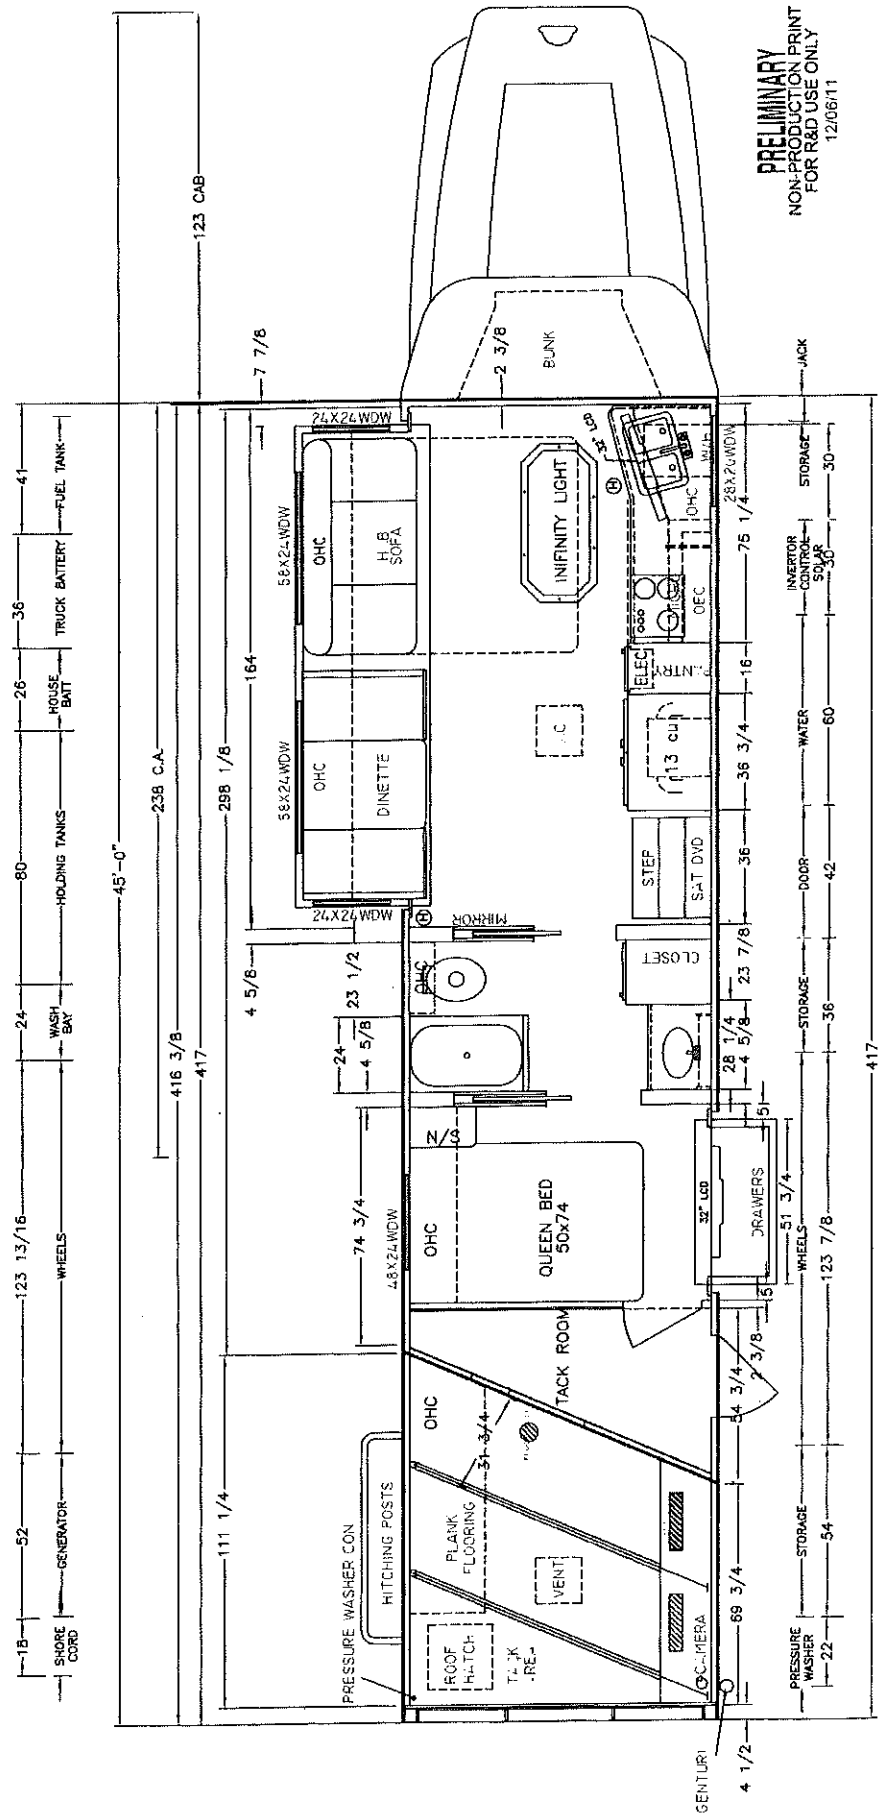 18
52
123 13/16
24
80
26
36
41
SHORE
CORD
GENERATOR
WHEELS
WASH
BAY
HOLDING TANKS
HOUSE
BATT
TRUCK BATTERY
FUEL TANK
45'-0"
238 C.A.
416 3/8
417
123 CAB
111 1/4
298 1/8
4 5/8
164
7 7/8
23 1/2
24
4 5/8
74 3/4
48X24WDW
58X24WDW
58X24WDW
24X24WDW
PRESSURE WASHER CON
HITCHING POSTS
OHC
OHC
OHC
OHC
OHC
N/S
MIRROR
H
DINETTE
H.B
SOFA
ROOF
HATCH
PLANK
FLOORING
31 3/4
VENT
TACK ROOM
QUEEN BED
50x74
INIFINITY LIGHT
2 3/8
BUNK
H
32" LCD
CAMERA
CLOSET
STEP
SAT DVD
13 cu
ELEC
PANTRY
OHC
28X24WDW
32" LCD
DRAWERS
GENTURI
4 1/2
69 3/4
54 3/4
2 3/8
5
51 3/4
5
28 1/4
4 5/8
23 7/8
36
36 3/4
16
75 1/4
PRESSURE
WASHER
STORAGE
WHEELS
STORAGE
DOOR
WATER
INVERTOR
CONTROL
SOLAR
STORAGE
JACK
22
54
123 7/8
36
42
60
30
30
417
PRELIMINARY
NON-PRODUCTION PRINT
FOR R&D USE ONLY
12/06/11